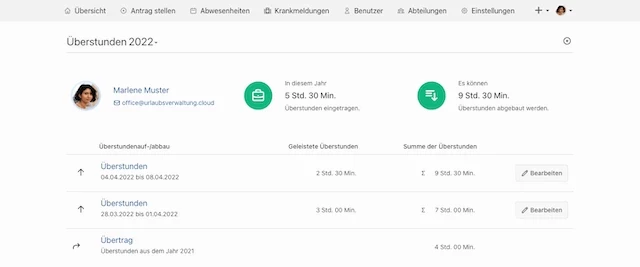 Übersicht Antrag stellen Abwesenheiten Krankmeldungen Benutzer Abteilungen Einstellungen
Überstunden 2022
Marlene Muster
office@urlaubsverwaltung.cloud
In diesem Jahr
5 Std. 30 Min.
Überstunden eingetragen.
Es können
9 Std. 30 Min.
Überstunden abgebaut werden.
Überstundenauf-/abbau Geleistete Überstunden Summe der Überstunden
Überstunden
04.04.2022 bis 08.04.2022
2 Std. 30 Min. Σ 9 Std. 30 Min. Bearbeiten
Überstunden
28.03.2022 bis 01.04.2022
3 Std. 00 Min. Σ 7 Std. 00 Min. Bearbeiten
Übertrag
Überstunden aus dem Jahr 2021
4 Std. 00 Min.